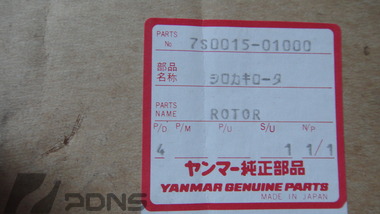 PARTS No 7S0015-01000
部品名称 シロカキロータ
PARTS NAME ROTOR
P/D P/M P/U S/U N/P
4 1 1/1
ヤンマー純正部品
YANMAR GENUINE PARTS
MADE IN JAPAN
PDNS